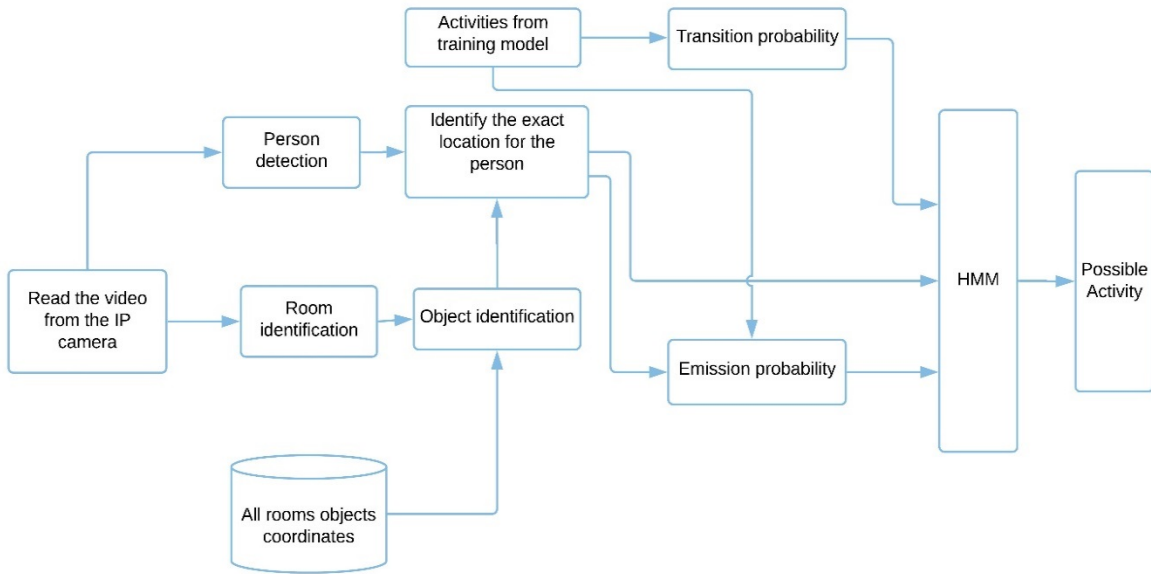 Activities from
training model
Transition probability
Person
detection
Identify the exact
location for the
person
Read the video
from the IP
camera
Room
identification
Object identification
HMM
Possible
Activity
Emission probability
All rooms objects
coordinates